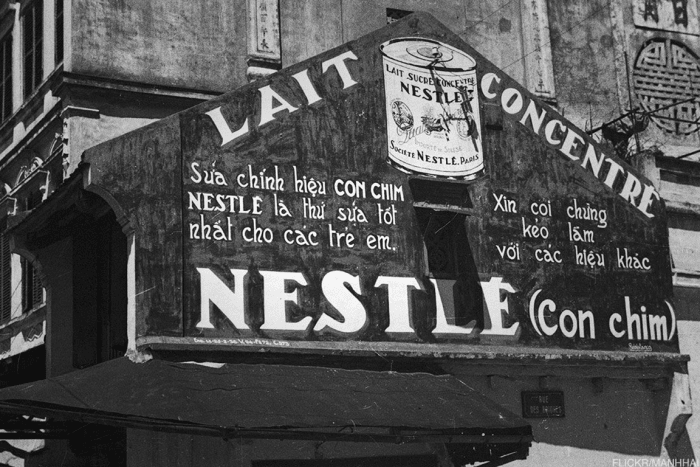 LAIT CONCENTRÉ
LAIT SUCRÉ CONCENTRÉ
NESTLÉ
SOCIÉTÉ NESTLÉ, PARIS
Sữa chính hiệu CON CHIM
NESTLÉ là thứ sữa tốt
nhất cho các trẻ em.
Xin coi chừng
kẻo lầm
với các hiệu khác
NESTLÉ (Con chim)
RUE
FLICKR/MANHHAI